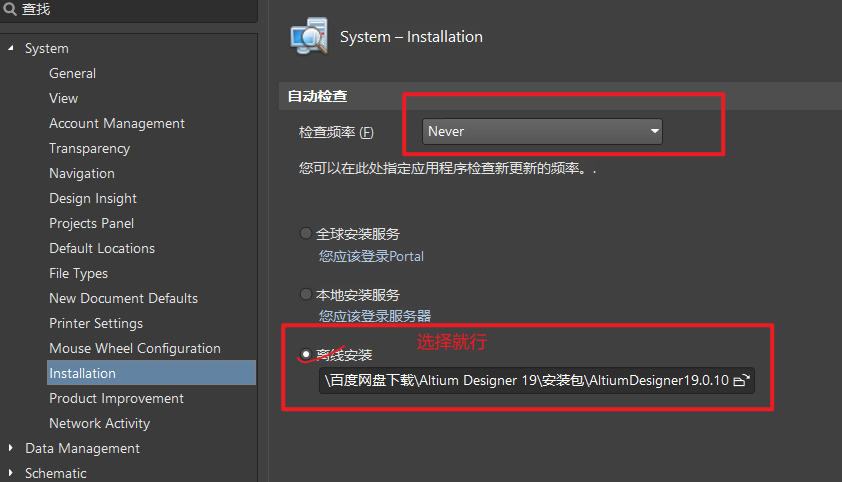 查找
System
General
View
Account Management
Transparency
Navigation
Design Insight
Projects Panel
Default Locations
File Types
New Document Defaults
Printer Settings
Mouse Wheel Configuration
Installation
Product Improvement
Network Activity
Data Management
Schematic
System – Installation
自动检查
检查频率 (F)
Never
您可以在此处指定应用程序检查新更新的频率。.
全球安装服务
您应该登录Portal
本地安装服务
您应该登录服务器
选择就行
离线安装
\百度网盘下载\Altium Designer 19\安装包\AltiumDesigner19.0.10